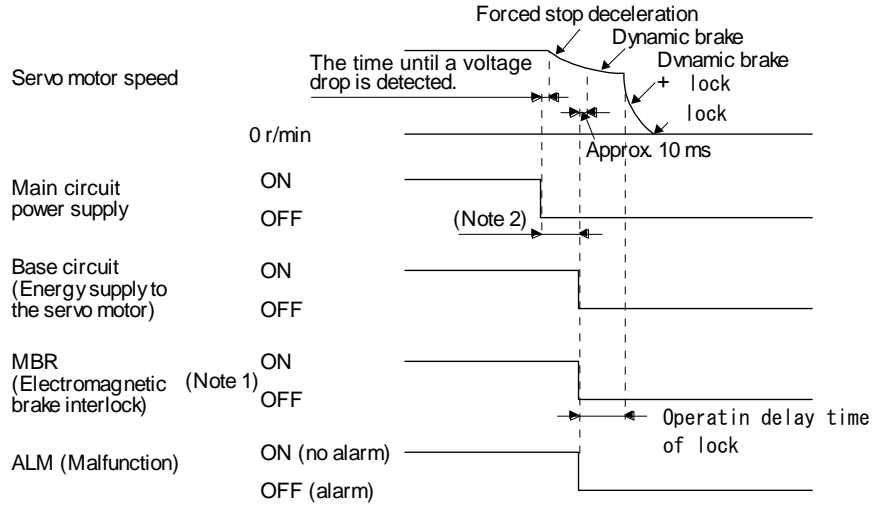 Forced stop deceleration
Dynamic brake
The time until a voltage
drop is detected.
Dynamic brake
+ lock
lock
Servo motor speed
0 r/min
Approx. 10 ms
Main circuit
power supply
ON
OFF
(Note 2)
Base circuit
(Energy supply to
the servo motor)
ON
OFF
MBR
(Electromagnetic
brake interlock)
(Note 1)
ON
OFF
Operatin delay time
of lock
ALM (Malfunction)
ON (no alarm)
OFF (alarm)